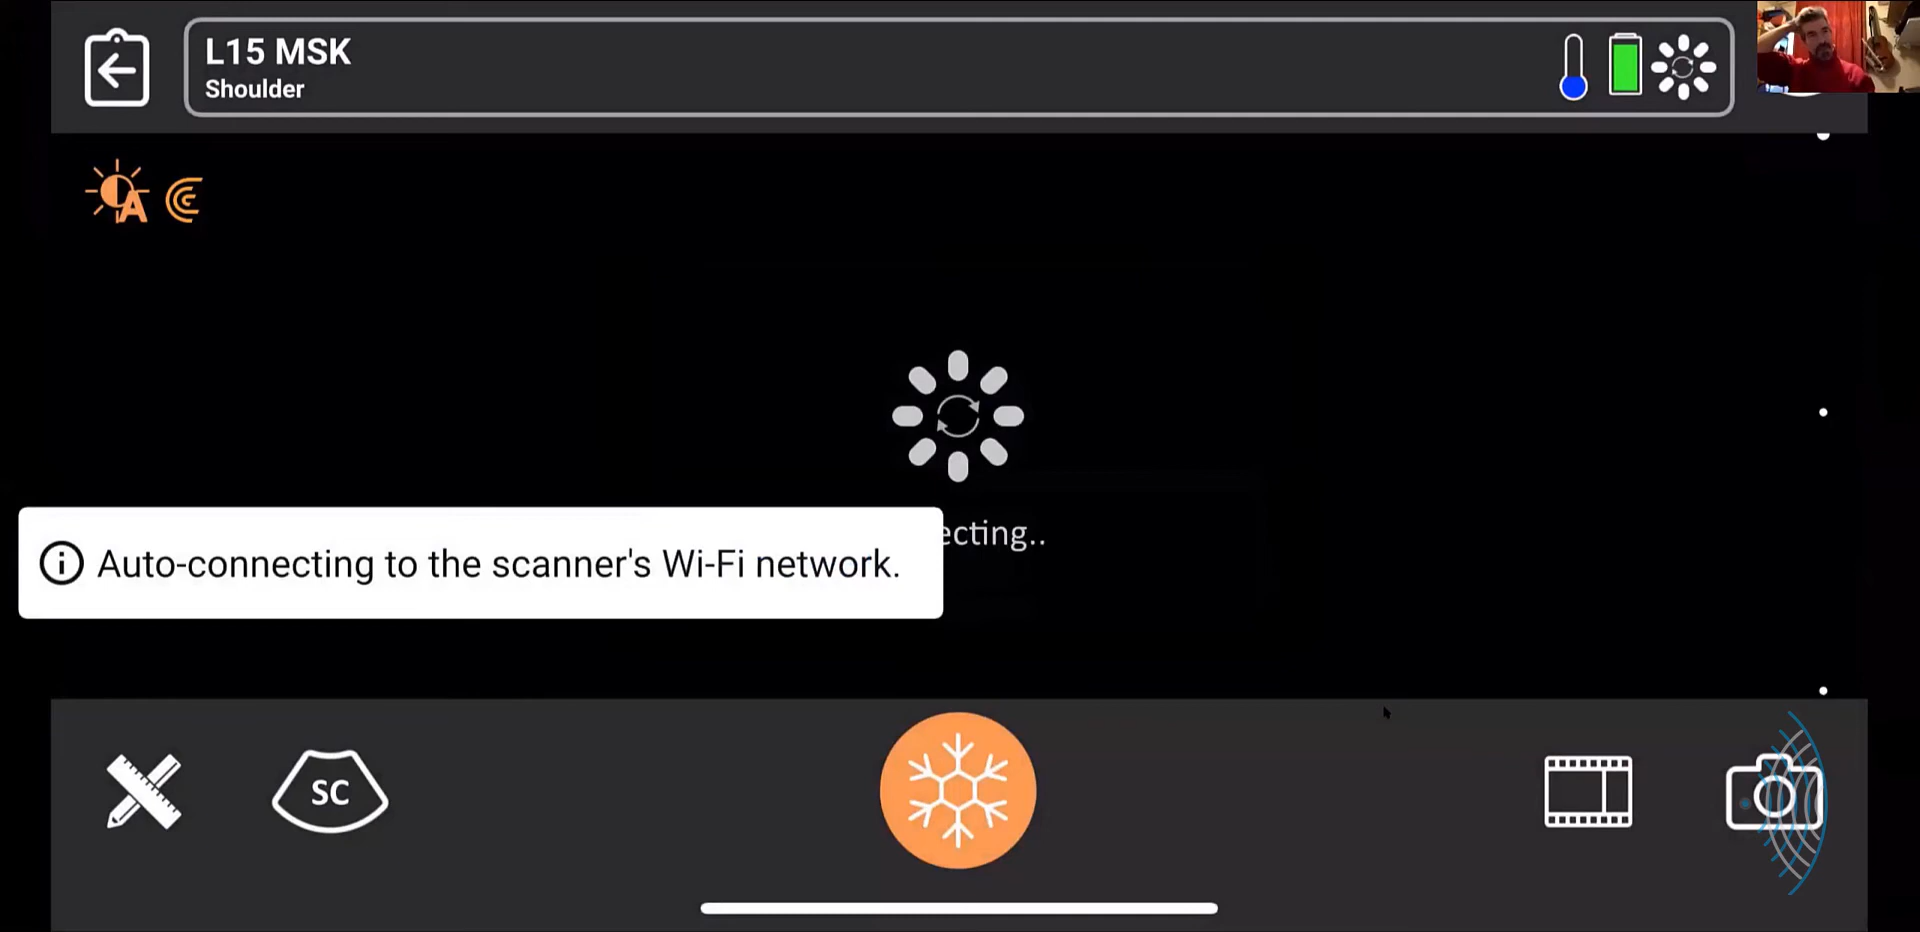 L15 MSK
Shoulder
A
ecting..
Auto-connecting to the scanner's Wi-Fi network.
SC